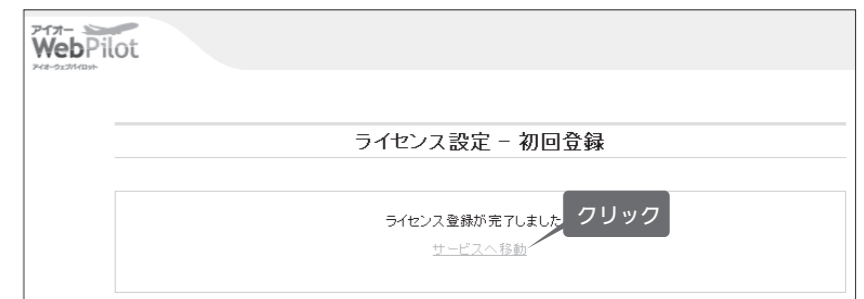 アイオー
WebPilot
アイオーウェブパイロット
ライセンス設定 － 初回登録
ライセンス登録が完了しました
クリック
サービスへ移動